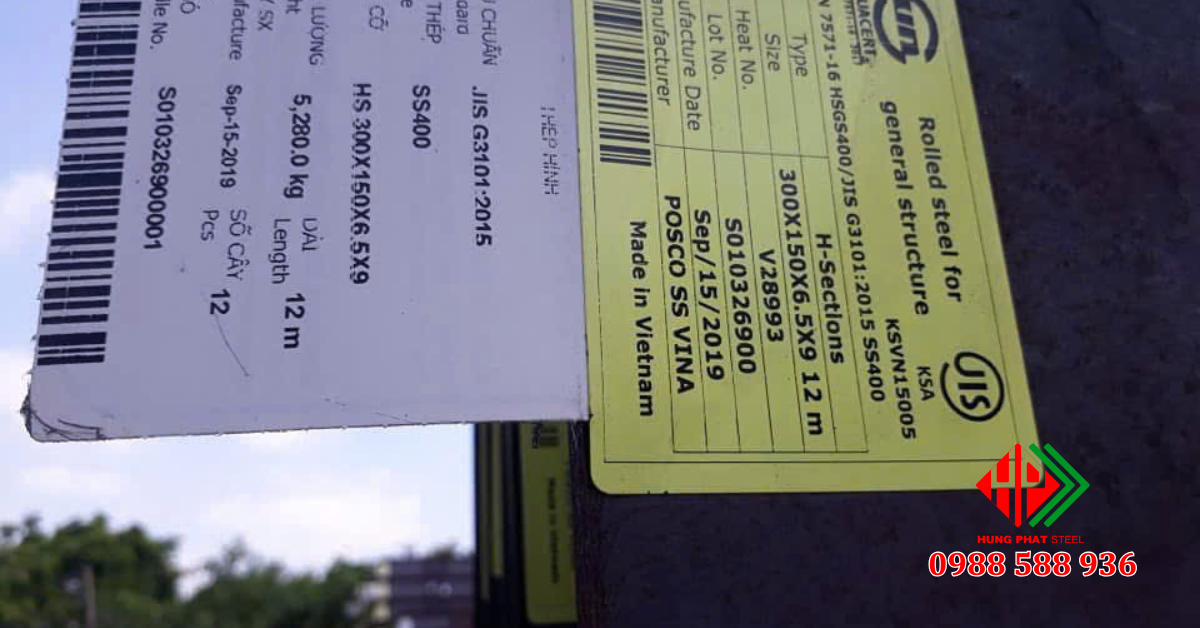 THÉP HÌNH
CHUẨN JIS G3101:2015
THÉP SS400
CỠ HS 300X150X6.5X9
LƯỢNG 5,280.0 kg DÀI 12 m
Length
SX Sep-15-2019 SỐ CÂY 12
Pcs
No. S010326900001
Rolled steel for
general structure
JIS
KSA
KSVN15005
7571-16 HSGS400/JIS G3101:2015 SS400
Type H-Sections
Size 300X150X6.5X9 12 m
Heat No. V28993
Lot No. S010326900
Date Sep/15/2019
POSCO SS VINA
Made in Vietnam
HP
HUNG PHAT STEEL
0988 588 936